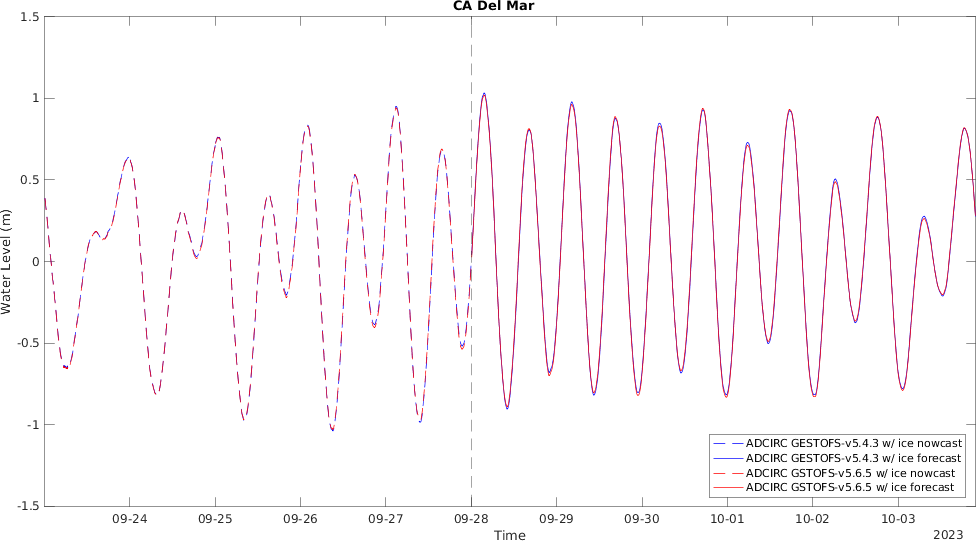 CA Del Mar
1.5
1
0.5
0
-0.5
-1
-1.5
Water Level (m)
09-24 09-25 09-26 09-27 09-28 09-29 09-30 10-01 10-02 10-03
Time
2023
ADCIRC GESTOFS-v5.4.3 w/ ice nowcast
ADCIRC GESTOFS-v5.4.3 w/ ice forecast
ADCIRC GSTOFS-v5.6.5 w/ ice nowcast
ADCIRC GSTOFS-v5.6.5 w/ ice forecast